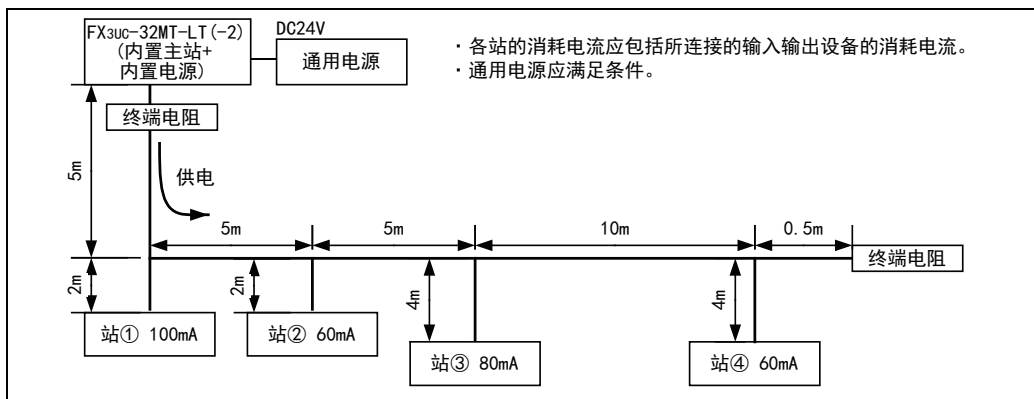 FX3UC-32MT-LT(-2)
(内置主站+
内置电源)
DC24V
通用电源
・各站的消耗电流应包括所连接的输入输出设备的消耗电流。
・通用电源应满足条件。
终端电阻
5m
供电
5m
5m
10m
0.5m
终端电阻
2m
2m
4m
4m
站① 100mA
站② 60mA
站③ 80mA
站④ 60mA